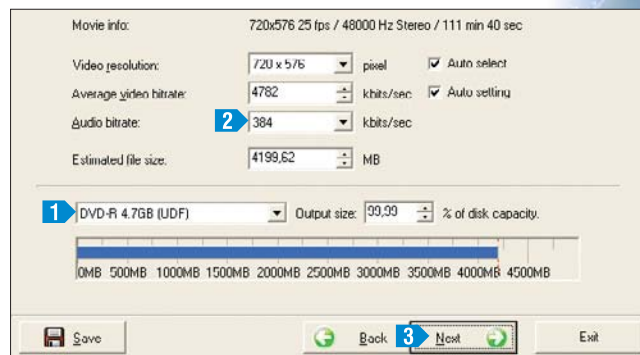 Movie info: 720x576 25 fps / 48000 Hz Stereo / 111 min 40 sec
Video resolution: 720 x 576 pixel Auto select
Average video bitrate: 4782 kbits/sec Auto setting
Audio bitrate: 2 384 kbits/sec
Estimated file size: 4199,62 MB
1 DVD-R 4.7GB (UDF) Output size: 99,99 % of disk capacity.
0MB 500MB 1000MB 1500MB 2000MB 2500MB 3000MB 3500MB 4000MB 4500MB
Save Back 3 Next Exit